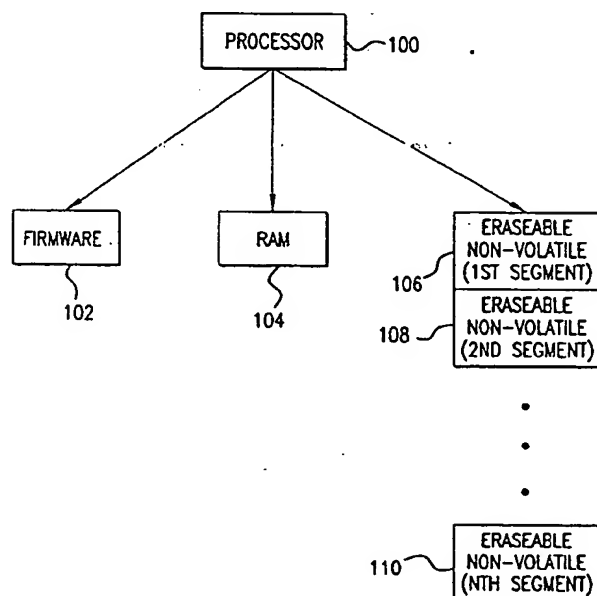 PROCESSOR
100
FIRMWARE
102
RAM
104
ERASEABLE
NON-VOLATILE
(1ST SEGMENT)
106
ERASEABLE
NON-VOLATILE
(2ND SEGMENT)
108
ERASEABLE
NON-VOLATILE
(NTH SEGMENT)
110